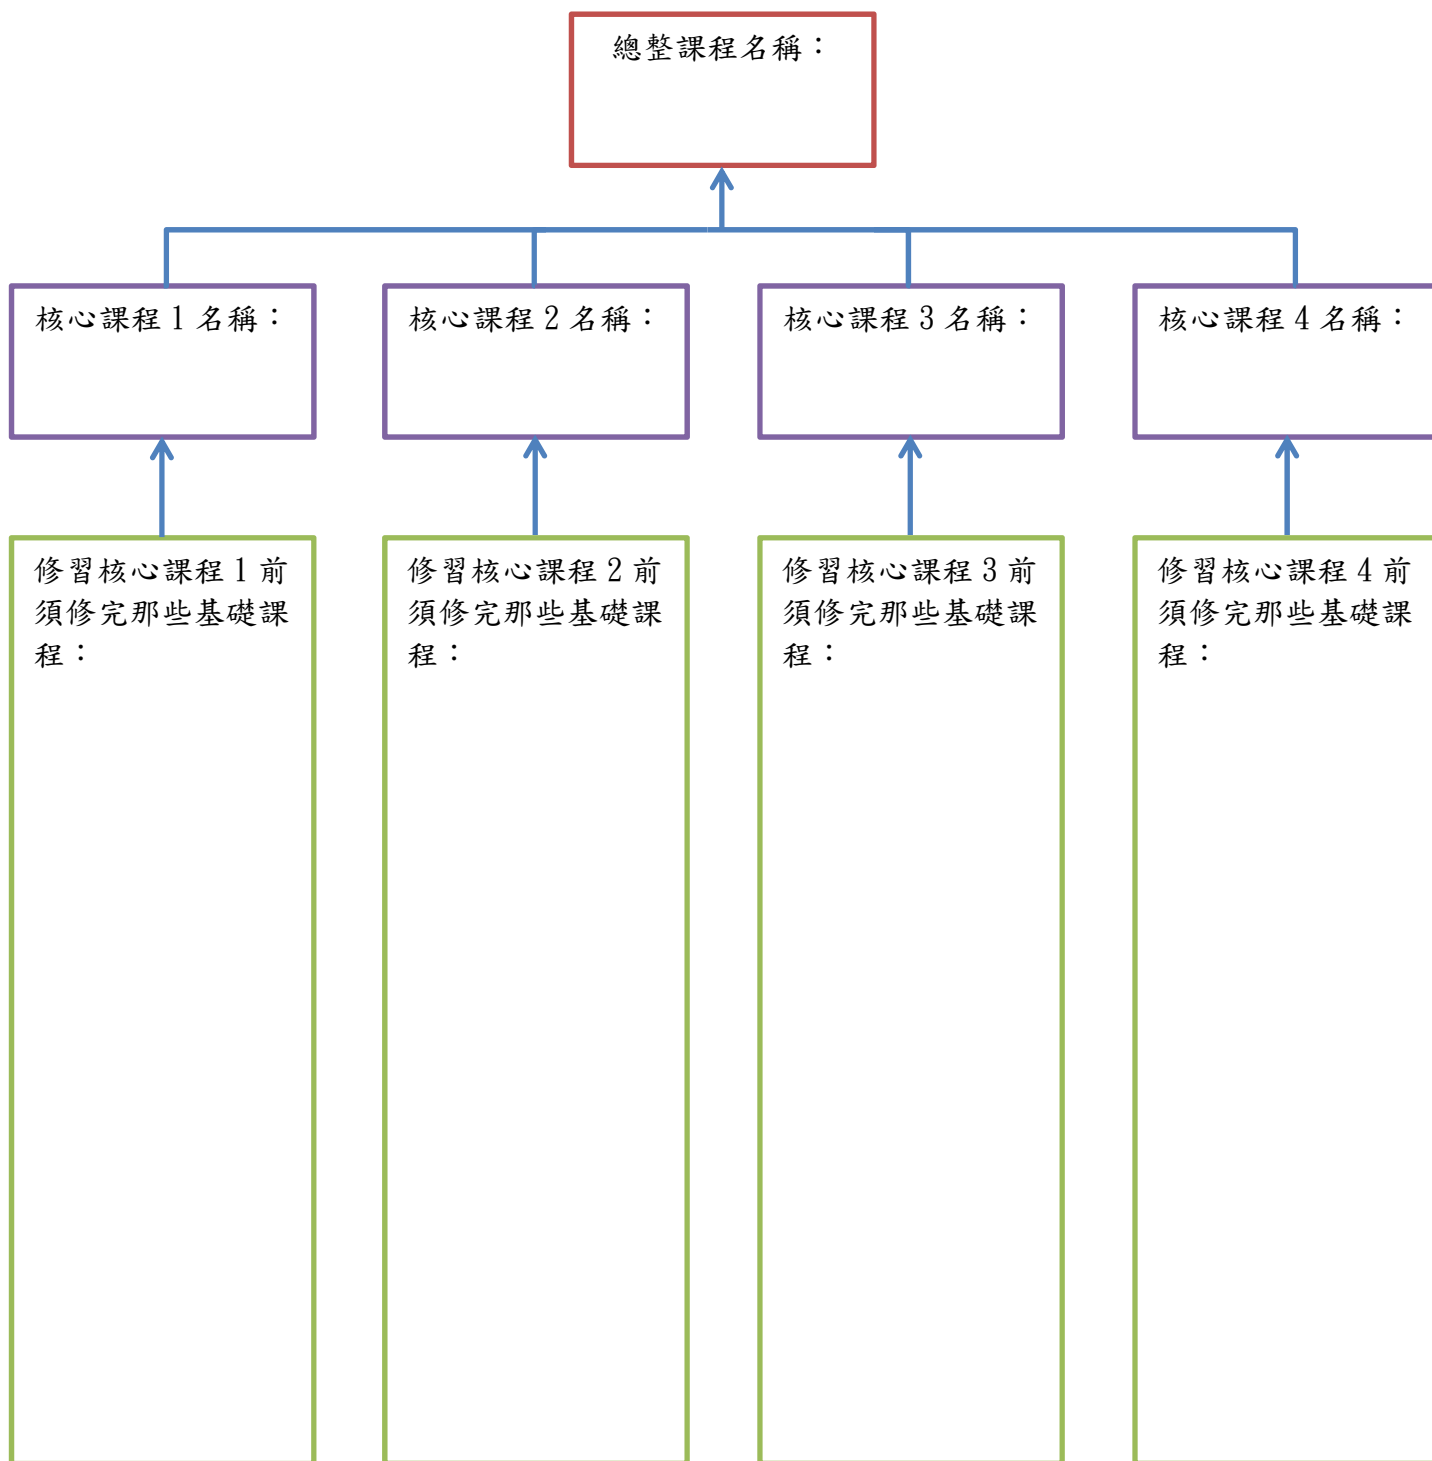 總整課程名稱：
核心課程 1 名稱：
核心課程 2 名稱：
核心課程 3 名稱：
核心課程 4 名稱：
修習核心課程 1 前
須修完那些基礎課
程：
修習核心課程 2 前
須修完那些基礎課
程：
修習核心課程 3 前
須修完那些基礎課
程：
修習核心課程 4 前
須修完那些基礎課
程：